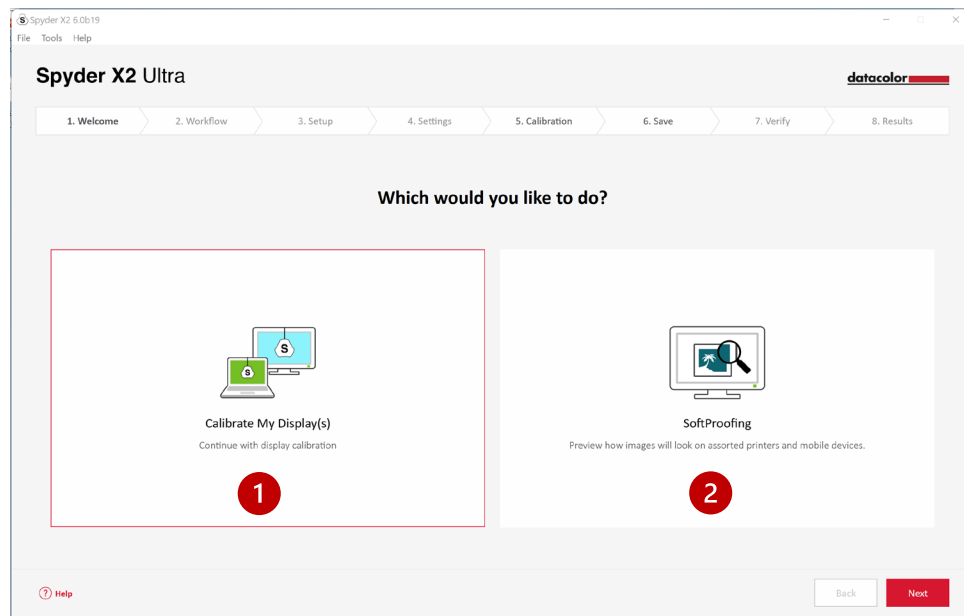 Spyder X2 6.0b19
File Tools Help
Spyder X2 Ultra
datacolor
1. Welcome 2. Workflow 3. Setup 4. Settings 5. Calibration 6. Save 7. Verify 8. Results
Which would you like to do?
S
S
Calibrate My Display(s)
Continue with display calibration
1
SoftProofing
Preview how images will look on assorted printers and mobile devices.
2
? Help
Back Next